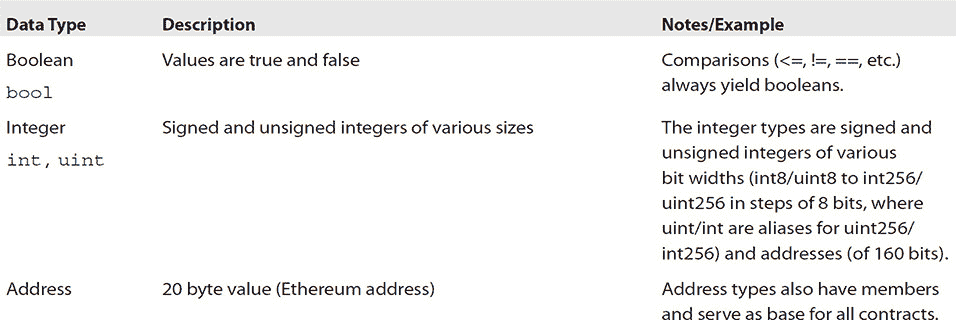 Data Type Description Notes/Example
Boolean Values are true and false Comparisons (<=, !=, ==, etc.)
bool always yield booleans.
Integer Signed and unsigned integers of various sizes The integer types are signed and
int, uint unsigned integers of various
bit widths (int8/uint8 to int256/
uint256 in steps of 8 bits, where
uint/int are aliases for uint256/
int256) and addresses (of 160 bits).
Address 20 byte value (Ethereum address) Address types also have members
and serve as base for all contracts.